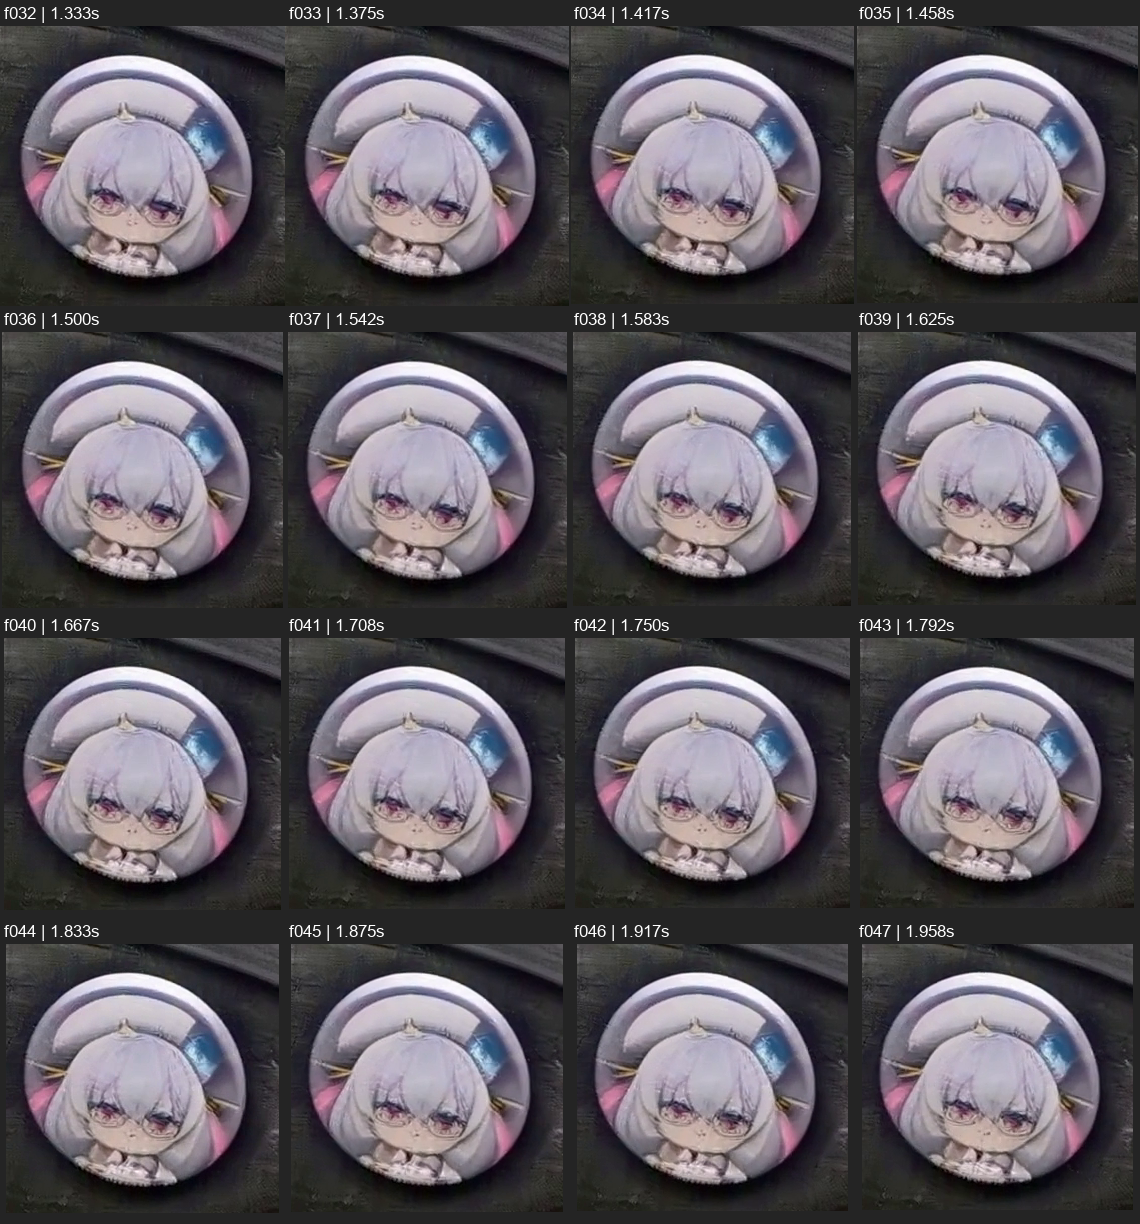 f032 | 1.333s
f033 | 1.375s
f034 | 1.417s
f035 | 1.458s
f036 | 1.500s
f037 | 1.542s
f038 | 1.583s
f039 | 1.625s
f040 | 1.667s
f041 | 1.708s
f042 | 1.750s
f043 | 1.792s
f044 | 1.833s
f045 | 1.875s
f046 | 1.917s
f047 | 1.958s